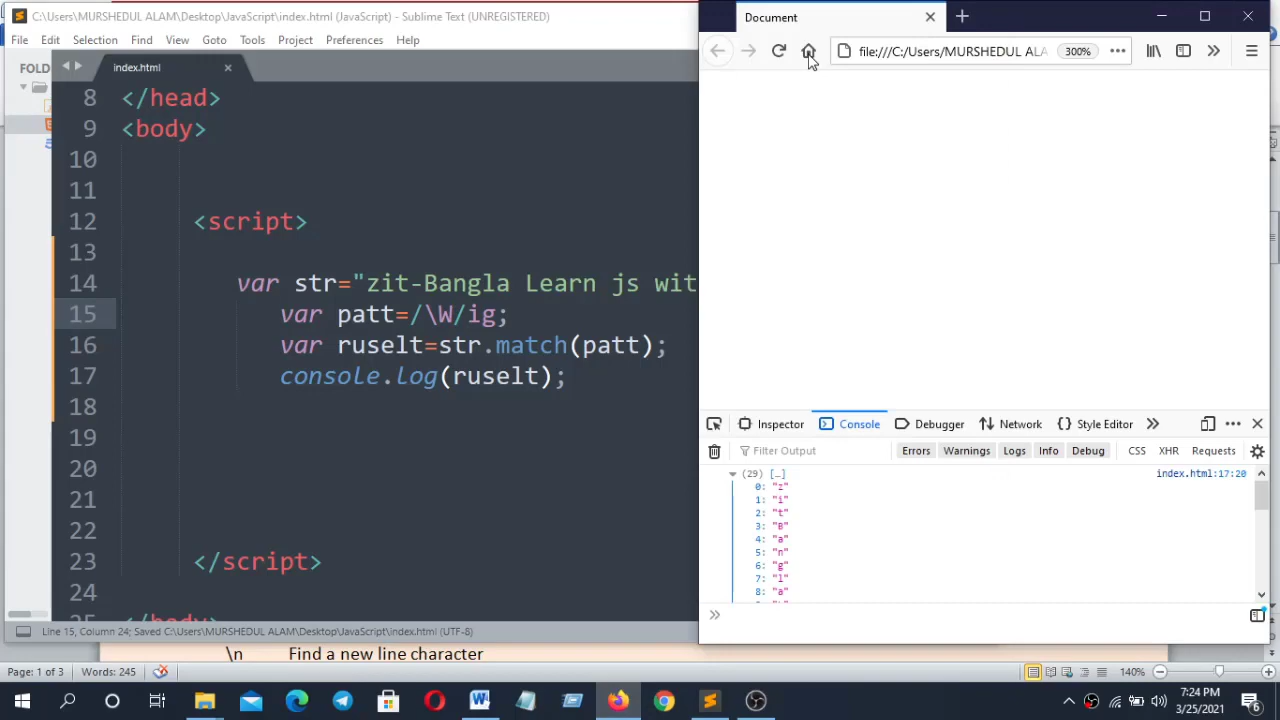 C:\Users\MURSHEDUL ALAM\Desktop\JavaScript\index.html (JavaScript) - Sublime Text (UNREGISTERED)
File Edit Selection Find View Goto Tools Project Preferences Help
FOLD
index.html
8 </head>
9 <body>
10
11
12 <script>
13
14 var str="zit-Bangla Learn js wit
15 var patt=/\W/ig;
16 var ruselt=str.match(patt);
17 console.log(ruselt);
18
19
20
21
22
23 </script>
24
Line 15, Column 24; Saved C:\Users\MURSHEDUL ALAM\Desktop\JavaScript\index.html (UTF-8)
Document
file:///C:/Users/MURSHEDUL ALA
300%
Inspector Console Debugger Network Style Editor
Filter Output
Errors Warnings Logs Info Debug CSS XHR Requests
(29) […] index.html:17:20
0: "z"
1: "i"
2: "t"
3: "B"
4: "a"
5: "n"
6: "g"
7: "l"
8: "a"
\n Find a new line character
Page: 1 of 3 Words: 245 140%
7:24 PM
3/25/2021
6